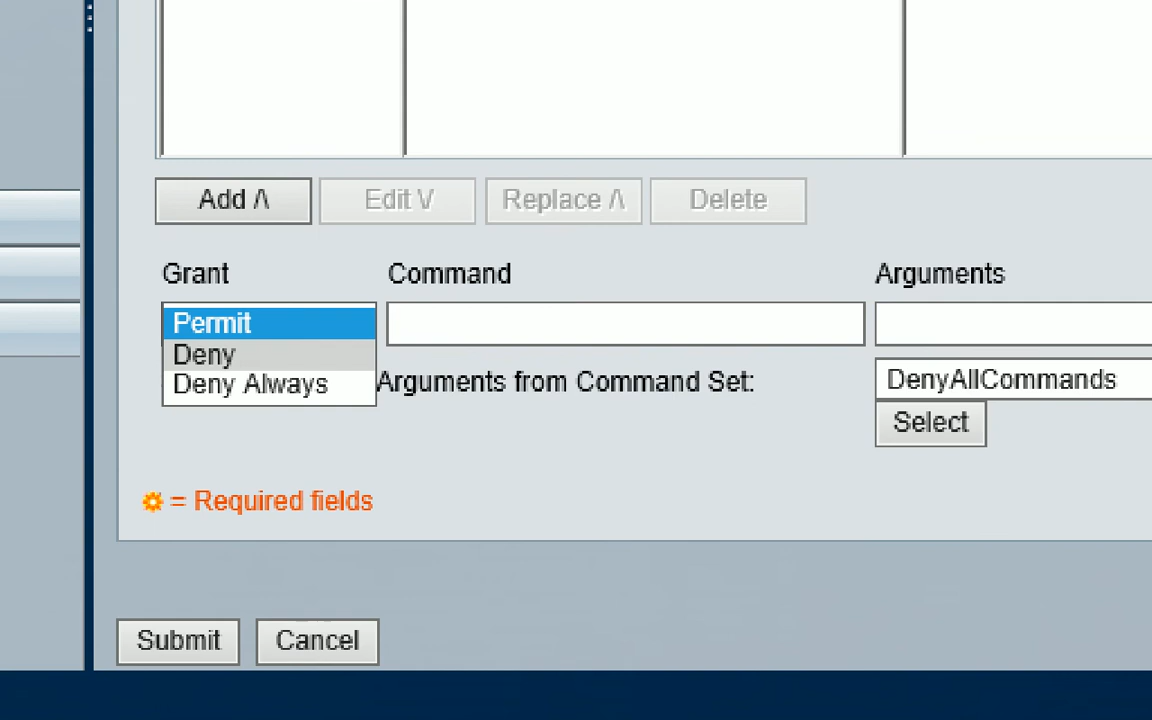 Add /\ Edit \/ Replace /\ Delete
Grant Command Arguments
Permit
Deny
Deny Always
Arguments from Command Set: DenyAllCommands
Select
= Required fields
Submit Cancel